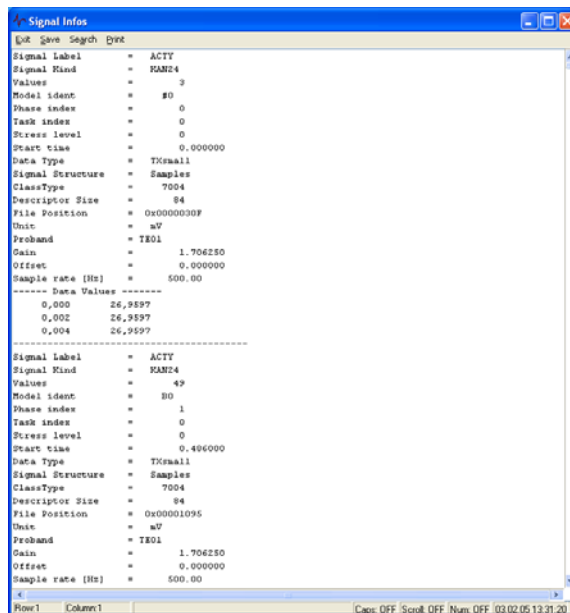 Signal Infos
Exit Save Search Print
Signal Label = ACTY
Signal Kind = KAN24
Values = 3
Model ident = #0
Phase index = 0
Task index = 0
Stress level = 0
Start time = 0.000000
Data Type = TXsmall
Signal Structure = Samples
ClassType = 7004
Descriptor Size = 84
File Position = 0x0000030F
Unit = mV
Proband = TE01
Gain = 1.706250
Offset = 0.000000
Sample rate [Hz] = 500.00
------ Data Values -------
0,000 26,9597
0,002 26,9597
0,004 26,9597
----------------------------------------
Signal Label = ACTY
Signal Kind = KAN24
Values = 49
Model ident = B0
Phase index = 1
Task index = 0
Stress level = 0
Start time = 0.486000
Data Type = TXsmall
Signal Structure = Samples
ClassType = 7004
Descriptor Size = 84
File Position = 0x00001095
Unit = mV
Proband = TE01
Gain = 1.706250
Offset = 0.000000
Sample rate [Hz] = 500.00
Row:1 Column:1 Caps: OFF Scroll: OFF Num: OFF 03.02.05 13:31:20